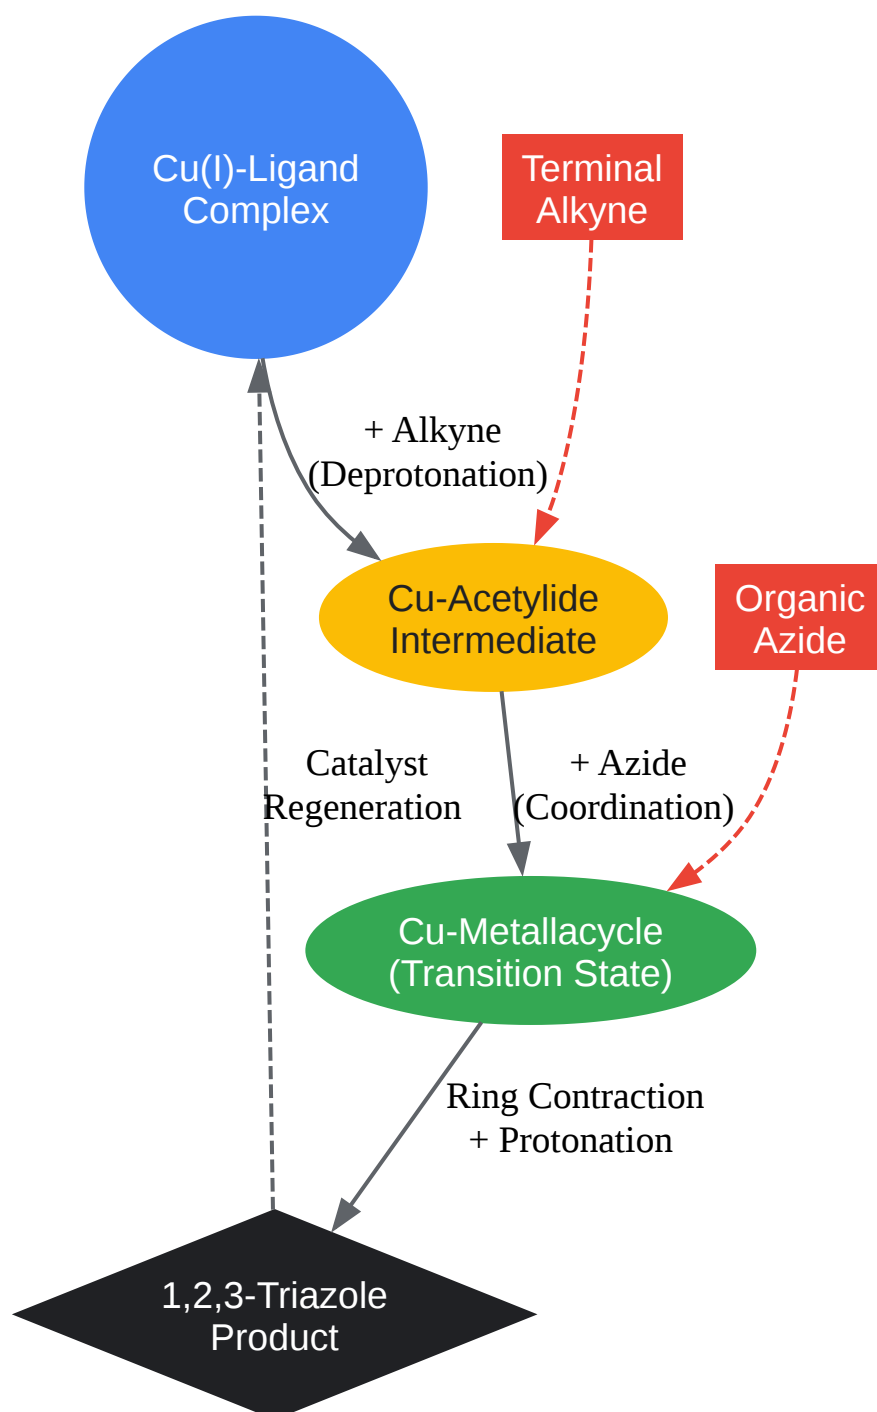 Cu(I)-Ligand
Complex
Terminal
Alkyne
+ Alkyne
(Deprotonation)
Cu-Acetylide
Intermediate
Organic
Azide
Catalyst
Regeneration
+ Azide
(Coordination)
Cu-Metallacycle
(Transition State)
Ring Contraction
+ Protonation
1,2,3-Triazole
Product